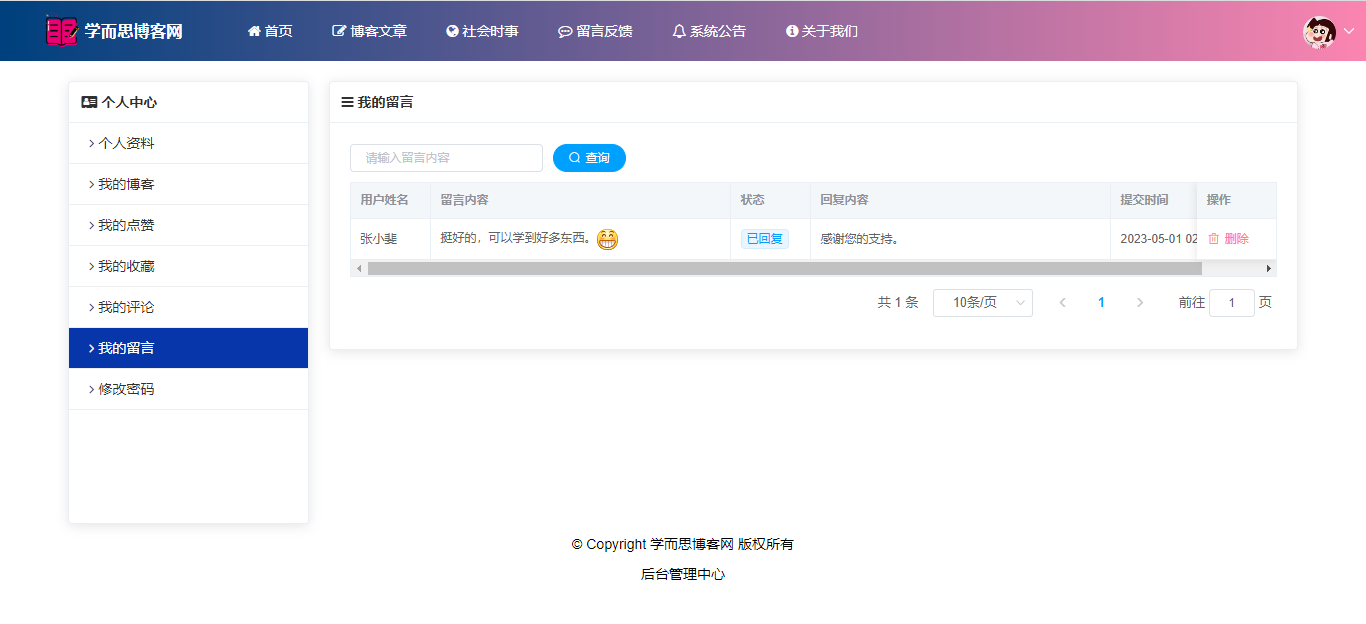 学而思博客网 首页 博客文章 社会时事 留言反馈 系统公告 关于我们
个人中心
个人资料
我的博客
我的点赞
我的收藏
我的评论
我的留言
修改密码
我的留言
请输入留言内容 查询
用户姓名 留言内容 状态 回复内容 提交时间 操作
张小斐 挺好的，可以学到好多东西。😁 已回复 感谢您的支持。 2023-05-01 02 删除
共 1 条 10条/页 1 前往 1 页
© Copyright 学而思博客网 版权所有
后台管理中心